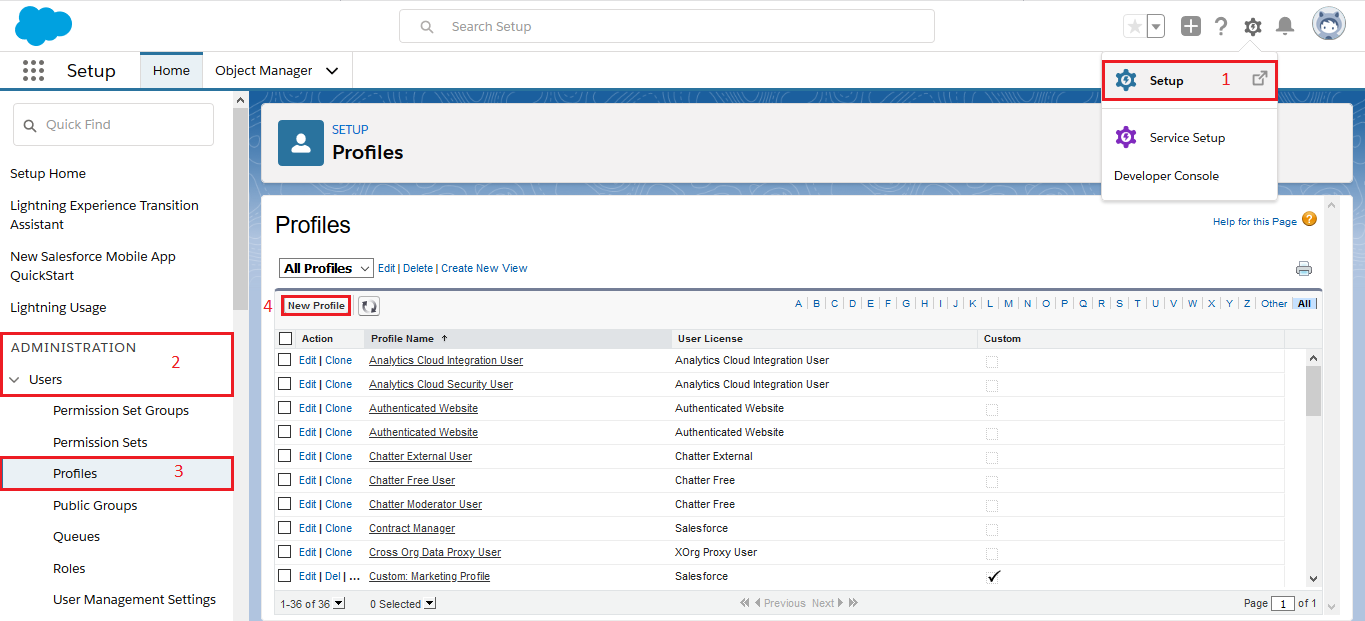 Search Setup
Setup
Home
Object Manager
Setup 1
Service Setup
Developer Console
Quick Find
Setup Home
Lightning Experience Transition
Assistant
New Salesforce Mobile App
QuickStart
Lightning Usage
ADMINISTRATION
2
Users
Permission Set Groups
Permission Sets
Profiles 3
Public Groups
Queues
Roles
User Management Settings
SETUP
Profiles
Profiles
Help for this Page ?
All Profiles Edit | Delete | Create New View
4 New Profile
A | B | C | D | E | F | G | H | I | J | K | L | M | N | O | P | Q | R | S | T | U | V | W | X | Y | Z | Other | All
Action Profile Name ↑ User License Custom
Edit | Clone Analytics Cloud Integration User Analytics Cloud Integration User
Edit | Clone Analytics Cloud Security User Analytics Cloud Integration User
Edit | Clone Authenticated Website Authenticated Website
Edit | Clone Authenticated Website Authenticated Website
Edit | Clone Chatter External User Chatter External
Edit | Clone Chatter Free User Chatter Free
Edit | Clone Chatter Moderator User Chatter Free
Edit | Clone Contract Manager Salesforce
Edit | Clone Cross Org Data Proxy User XOrg Proxy User
Edit | Del | ... Custom: Marketing Profile Salesforce ✓
1-36 of 36 0 Selected Previous Next Page 1 of 1